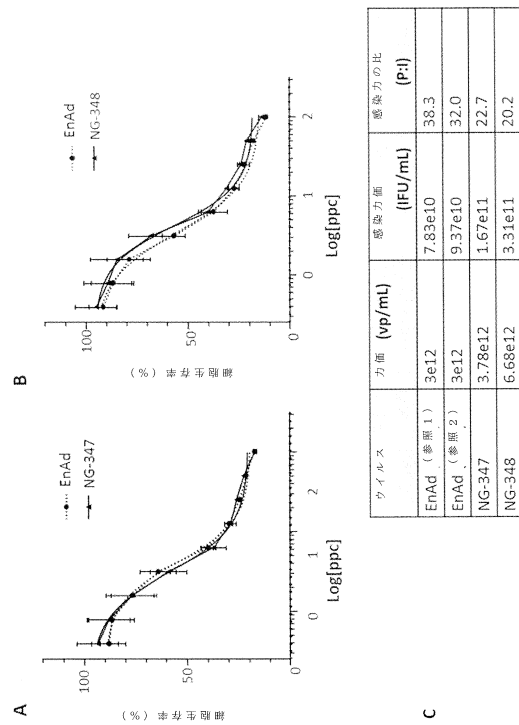 A
EnAd
NG-347
細胞生存率 (%)
100
50
0
0
1
2
Log[ppc]
B
EnAd
NG-348
細胞生存率 (%)
100
50
0
0
1
2
Log[ppc]
C
ウイルス 力価 (vp/mL) 感染力価 (IFU/mL) 感染力の比 (P:I)
EnAd (参照 1) 3e12 7.83e10 38.3
EnAd (参照 2) 3e12 9.37e10 32.0
NG-347 3.78e12 1.67e11 22.7
NG-348 6.68e12 3.31e11 20.2